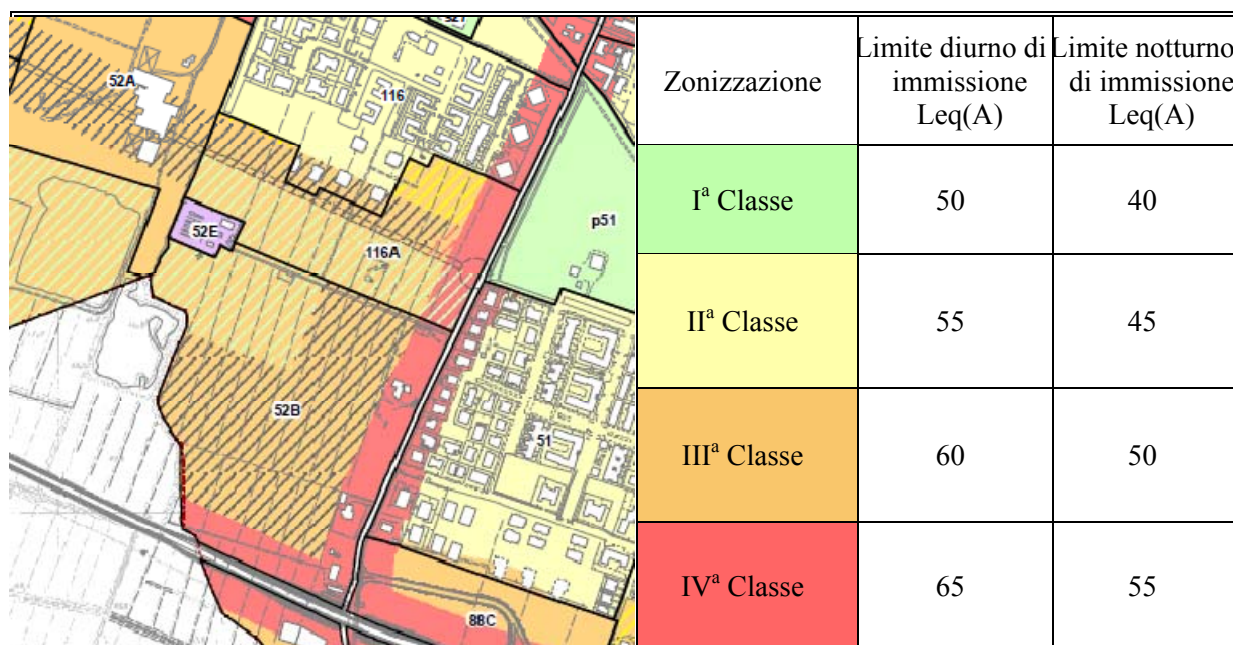 52A
116
52E
116A
p51
52B
51
88C
Zonizzazione
Limite diurno di
immissione
Leq(A)
Limite notturno
di immissione
Leq(A)
Iª Classe
50
40
IIª Classe
55
45
IIIª Classe
60
50
IVª Classe
65
55